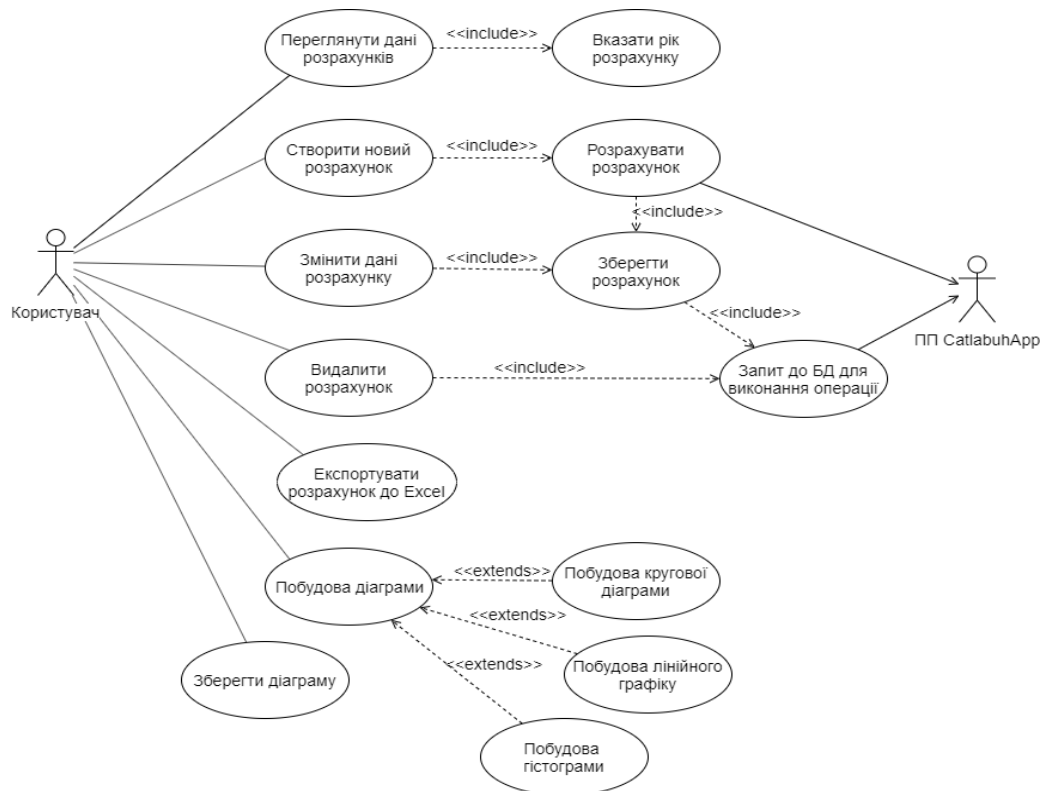 Переглянути дані
розрахунків
<<include>>
Вказати рік
розрахунку
Створити новий
розрахунок
<<include>>
Розрахувати
розрахунок
<<include>>
Користувач
Змінити дані
розрахунку
<<include>>
Зберегти
розрахунок
<<include>>
ПП CatlabuhApp
Видалити
розрахунок
<<include>>
Запит до БД для
виконання операції
Експортувати
розрахунок до Excel
Побудова діаграми
<<extends>>
Побудова кругової
діаграми
<<extends>>
Побудова лінійного
графіку
<<extends>>
Зберегти діаграму
Побудова
гістограми